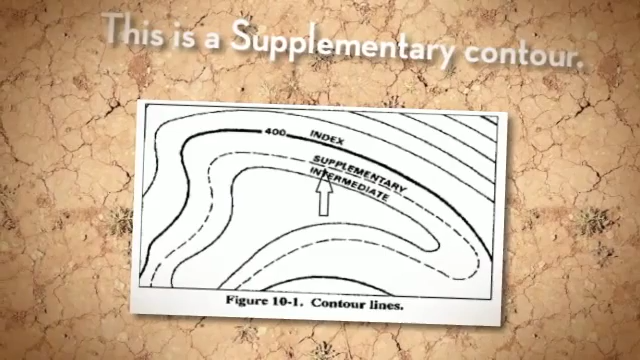 This is a Supplementary contour.
400 INDEX
SUPPLEMENTARY
INTERMEDIATE
Figure 10-1. Contour lines.